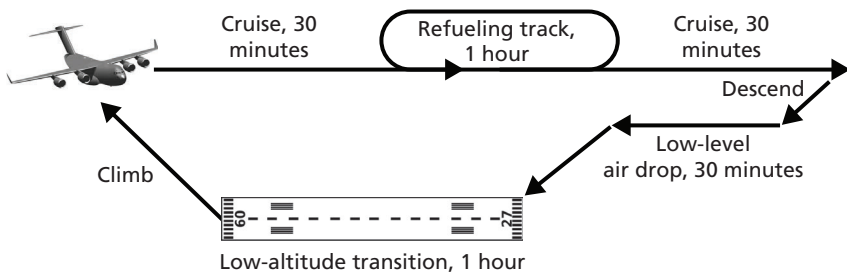 Cruise, 30
minutes
Refueling track,
1 hour
Cruise, 30
minutes
Descend
Low-level
air drop, 30 minutes
Climb
09
27
Low-altitude transition, 1 hour